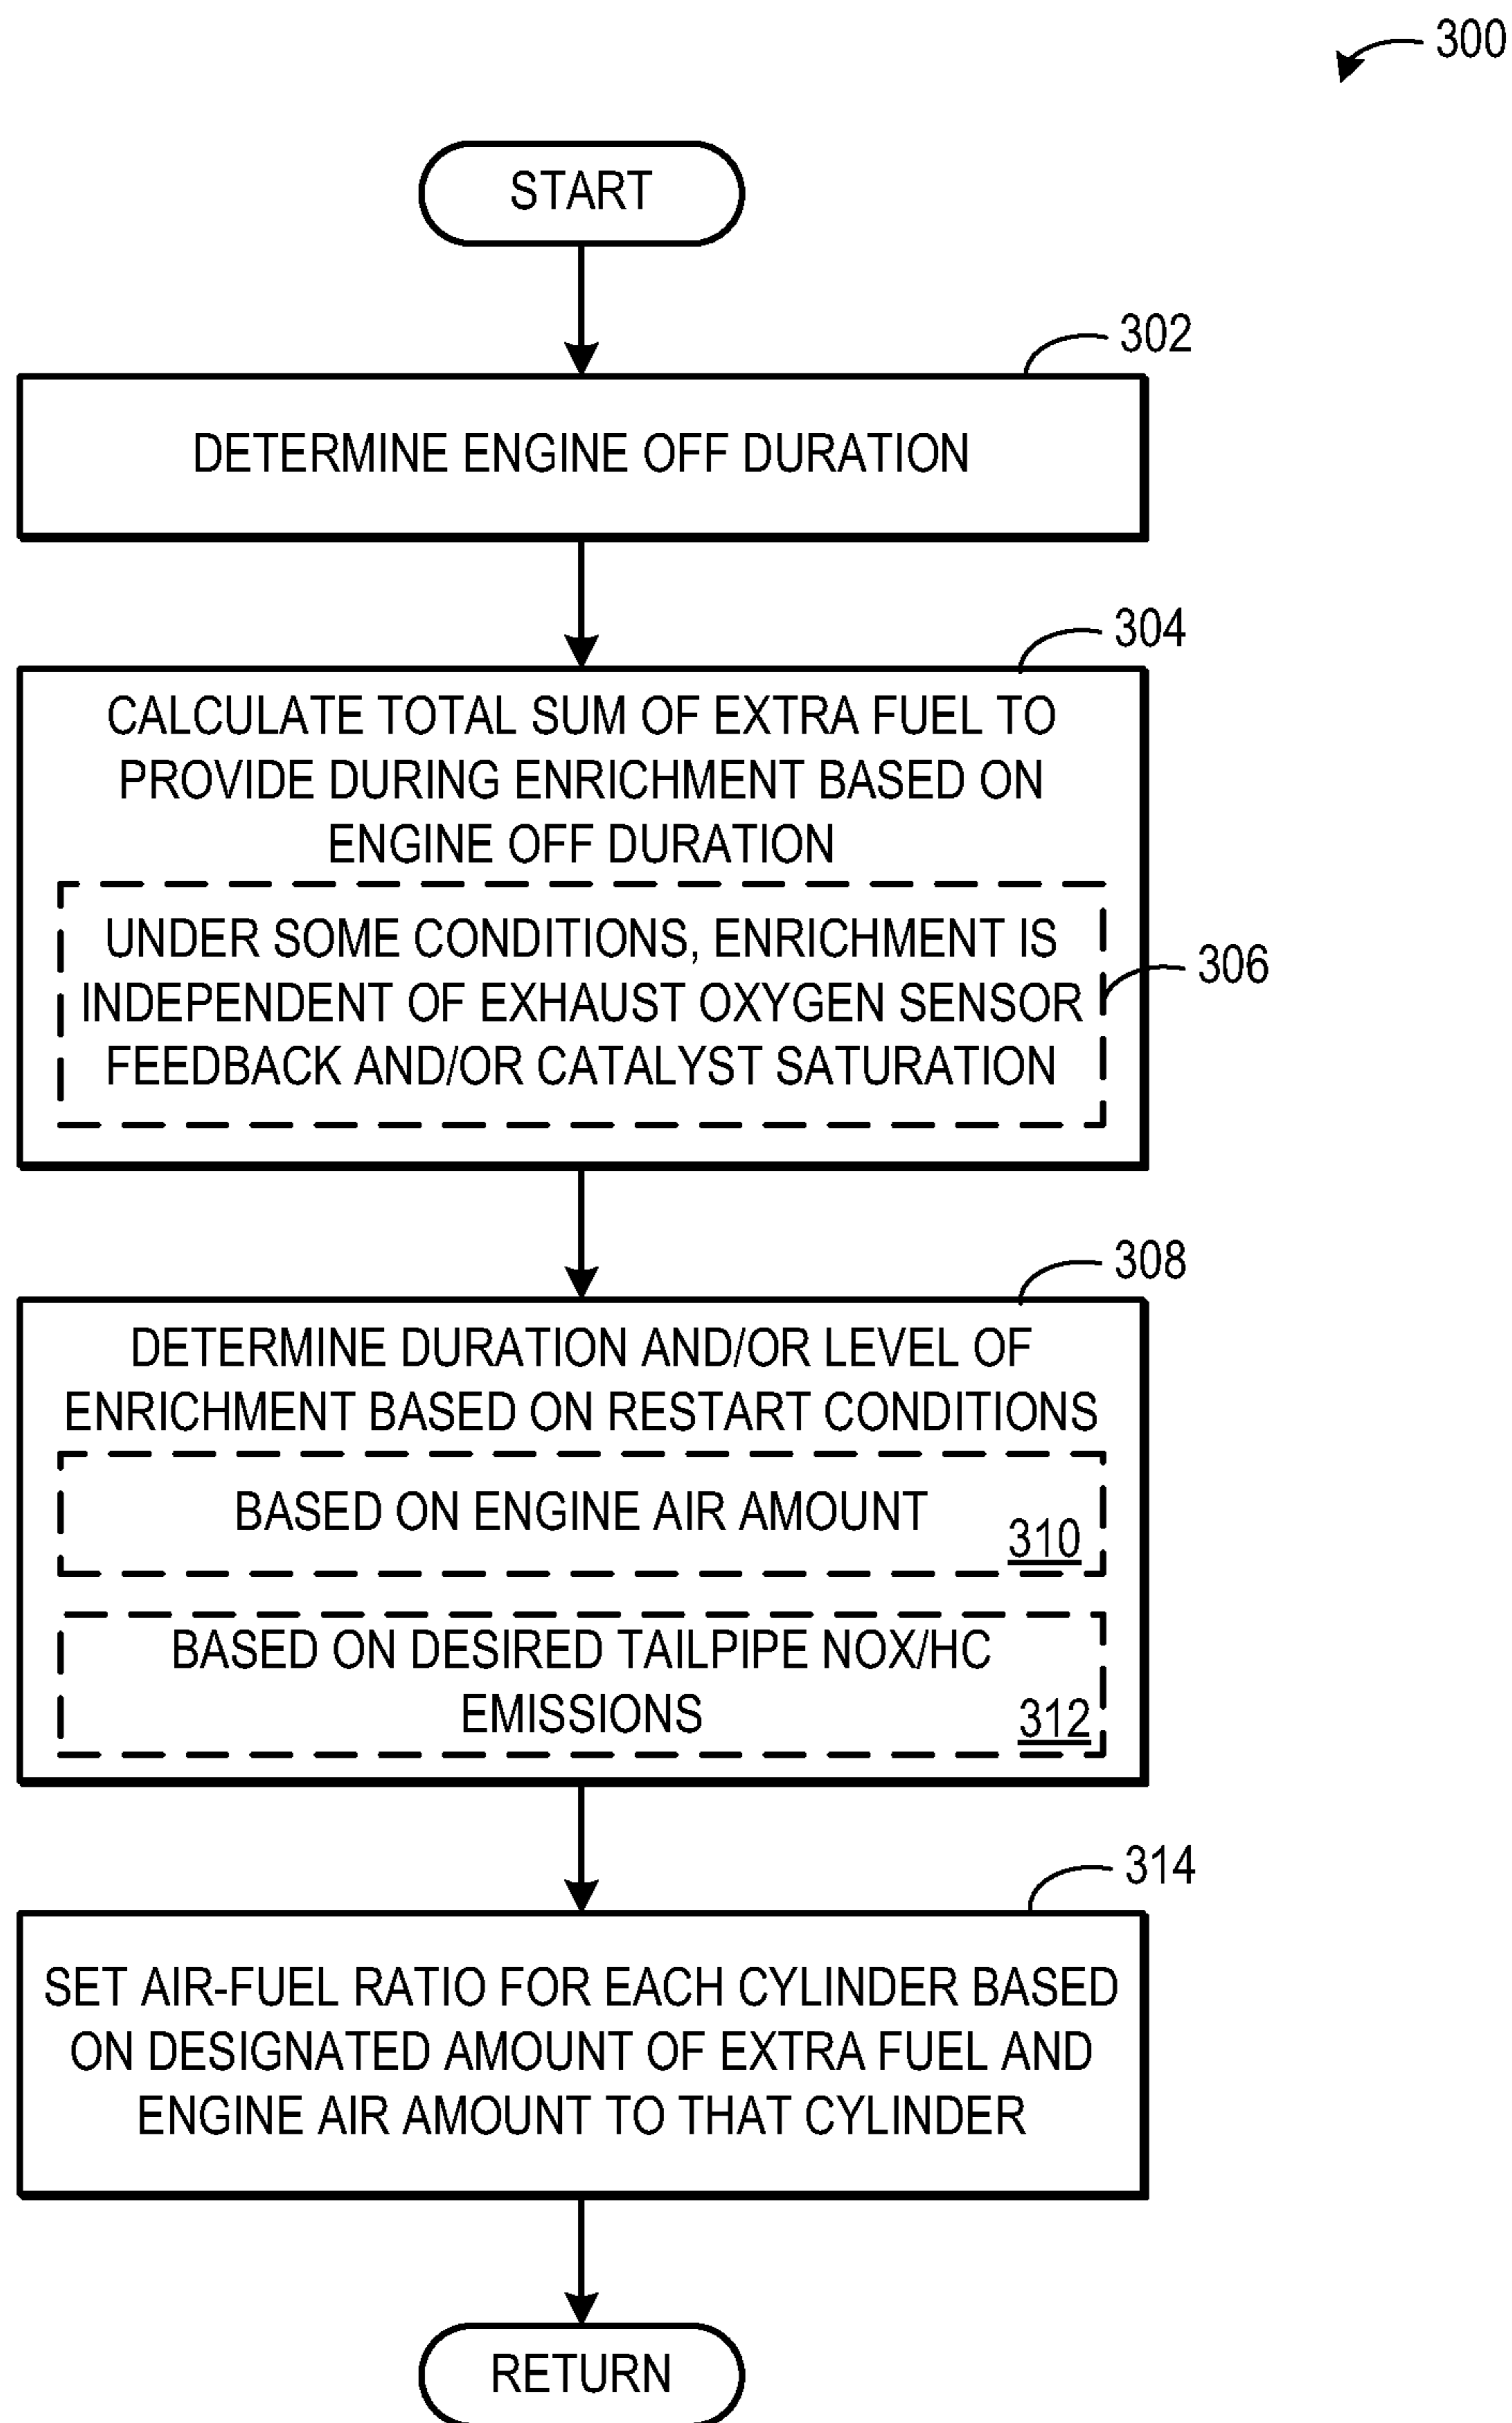 300
START
302
DETERMINE ENGINE OFF DURATION
304
CALCULATE TOTAL SUM OF EXTRA FUEL TO
PROVIDE DURING ENRICHMENT BASED ON
ENGINE OFF DURATION
UNDER SOME CONDITIONS, ENRICHMENT IS
INDEPENDENT OF EXHAUST OXYGEN SENSOR
FEEDBACK AND/OR CATALYST SATURATION
306
308
DETERMINE DURATION AND/OR LEVEL OF
ENRICHMENT BASED ON RESTART CONDITIONS
BASED ON ENGINE AIR AMOUNT
310
BASED ON DESIRED TAILPIPE NOX/HC
EMISSIONS
312
314
SET AIR-FUEL RATIO FOR EACH CYLINDER BASED
ON DESIGNATED AMOUNT OF EXTRA FUEL AND
ENGINE AIR AMOUNT TO THAT CYLINDER
RETURN